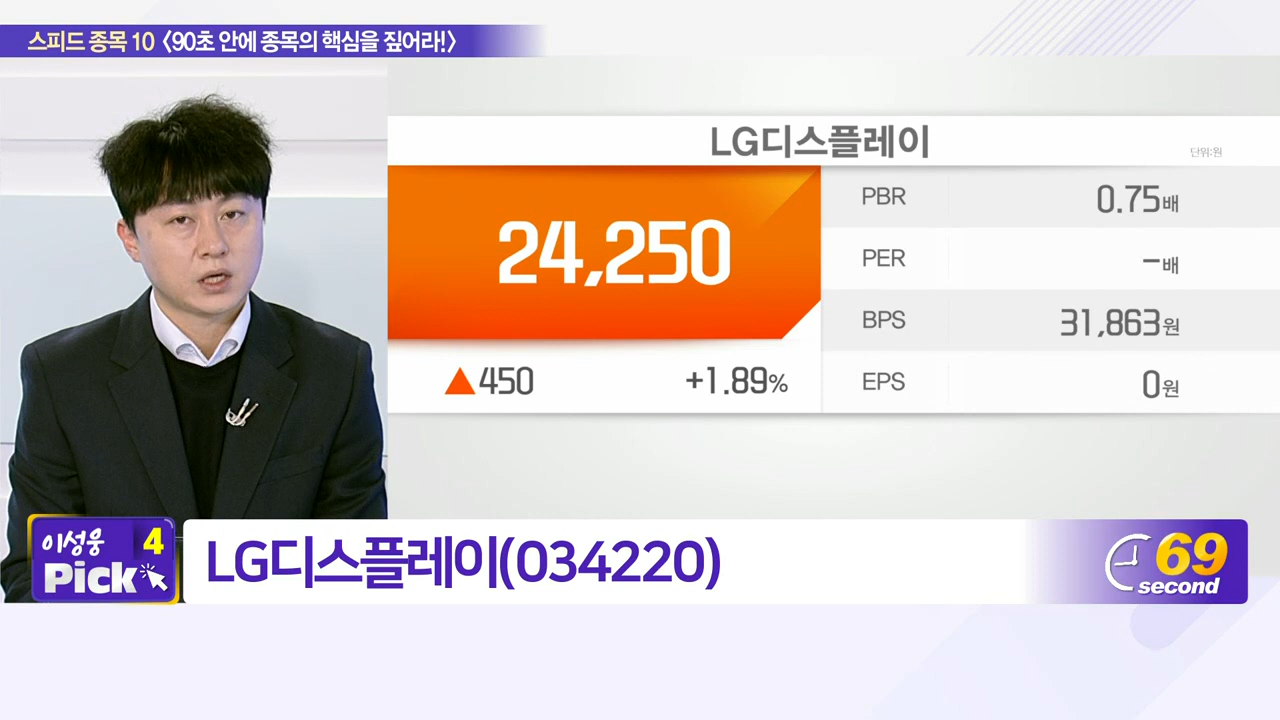 스피드 종목 10 〈90초 안에 종목의 핵심을 짚어라!〉
LG디스플레이
단위:원
24,250
▲450 +1.89%
PBR 0.75배
PER -배
BPS 31,863원
EPS 0원
이성웅 4
Pick
LG디스플레이(034220)
69
second